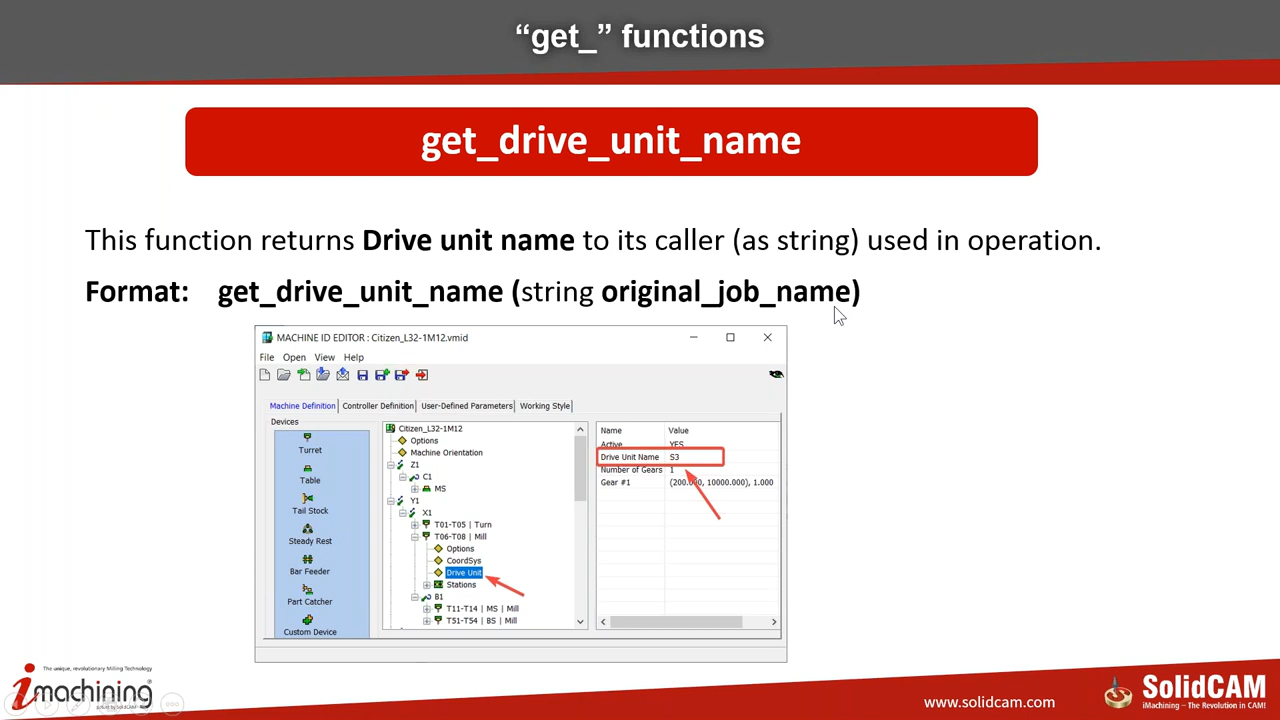 “get_” functions
get_drive_unit_name
This function returns Drive unit name to its caller (as string) used in operation.
Format: get_drive_unit_name (string original_job_name)
MACHINE ID EDITOR : Citizen_L32-1M12.vmid
File Open View Help
Machine Definition Controller Definition User-Defined Parameters Working Style
Devices
Turret
Table
Tail Stock
Steady Rest
Bar Feeder
Part Catcher
Custom Device
Citizen_L32-1M12
Options
Machine Orientation
Z1
C1
MS
Y1
X1
T01-T05 | Turn
T06-T08 | Mill
Options
CoordSys
Drive Unit
Stations
B1
T11-T14 | MS | Mill
T51-T54 | BS | Mill
Name Value
Active YES
Drive Unit Name S3
Number of Gears 1
Gear #1 (200.000, 10000.000), 1.000
The unique, revolutionary Milling Technology
imachining
www.solidcam.com
SolidCAM
iMachining – The Revolution in CAM!